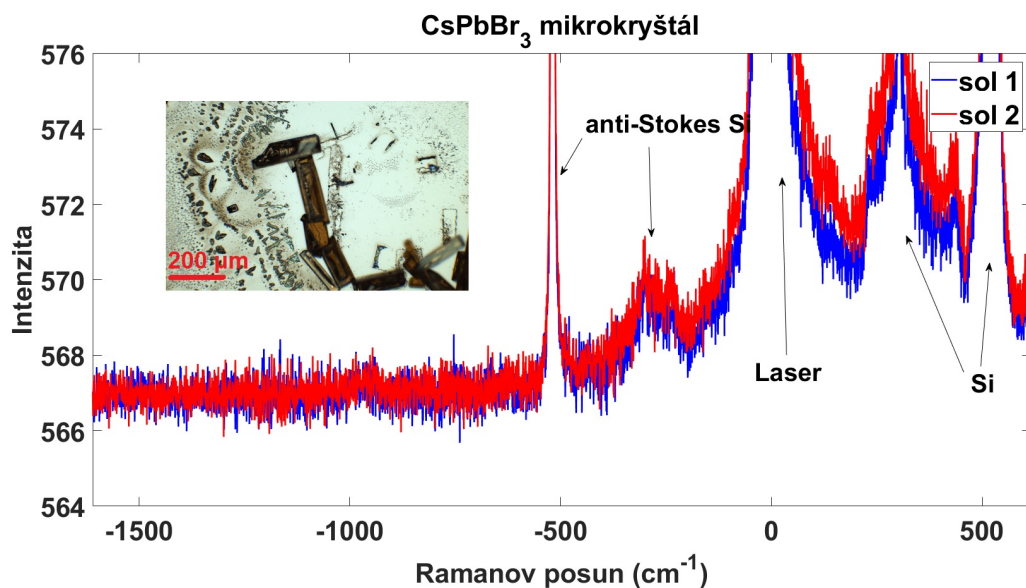 CsPbBr₃ mikrokryštál
576
574
572
570
568
566
564
Intenzita
-1500
-1000
-500
0
500
Ramanov posun (cm⁻¹)
sol 1
sol 2
anti-Stokes Si
Laser
Si
200 µm